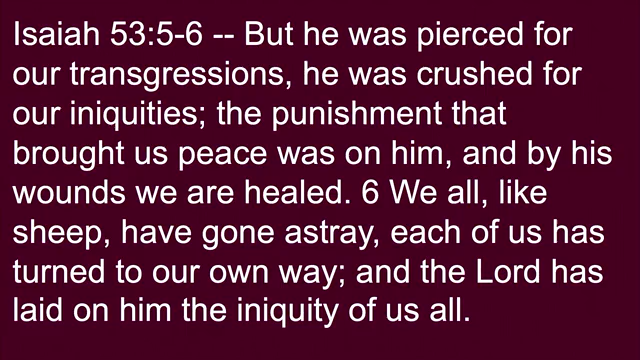 Isaiah 53:5-6 -- But he was pierced for
our transgressions, he was crushed for
our iniquities; the punishment that
brought us peace was on him, and by his
wounds we are healed. 6 We all, like
sheep, have gone astray, each of us has
turned to our own way; and the Lord has
laid on him the iniquity of us all.